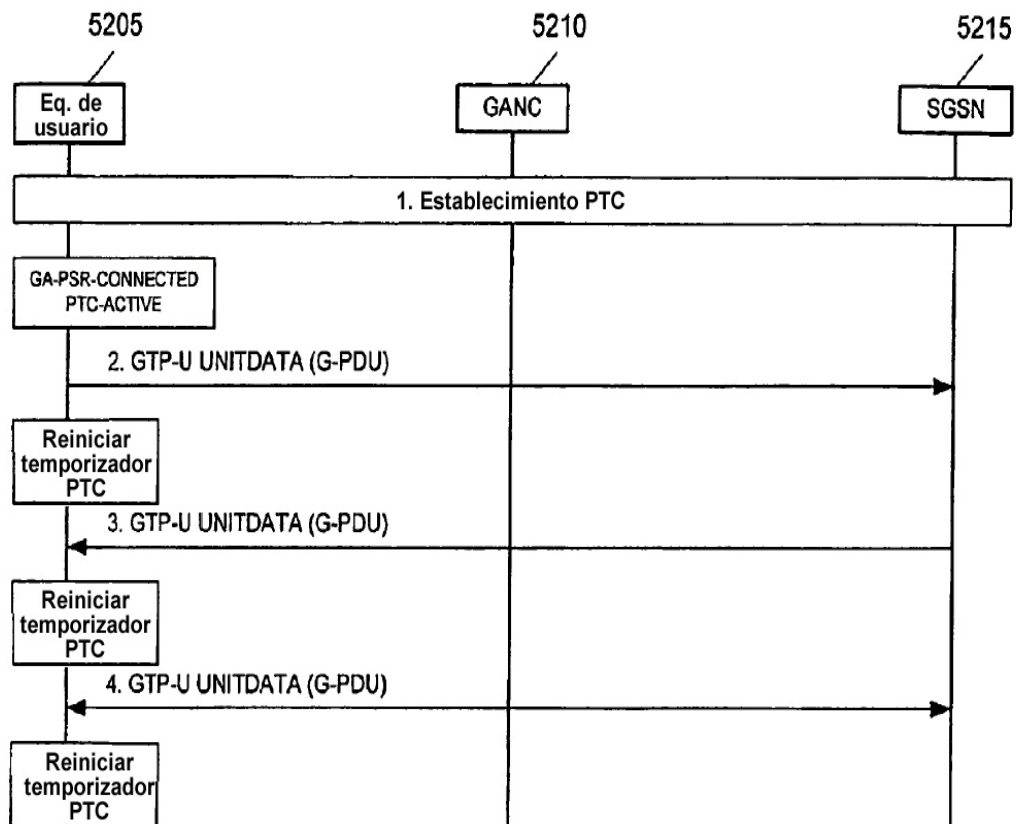 5205
5210
5215
Eq. de
usuario
GANC
SGSN
1. Establecimiento PTC
GA-PSR-CONNECTED
PTC-ACTIVE
2. GTP-U UNITDATA (G-PDU)
Reiniciar
temporizador
PTC
3. GTP-U UNITDATA (G-PDU)
Reiniciar
temporizador
PTC
4. GTP-U UNITDATA (G-PDU)
Reiniciar
temporizador
PTC